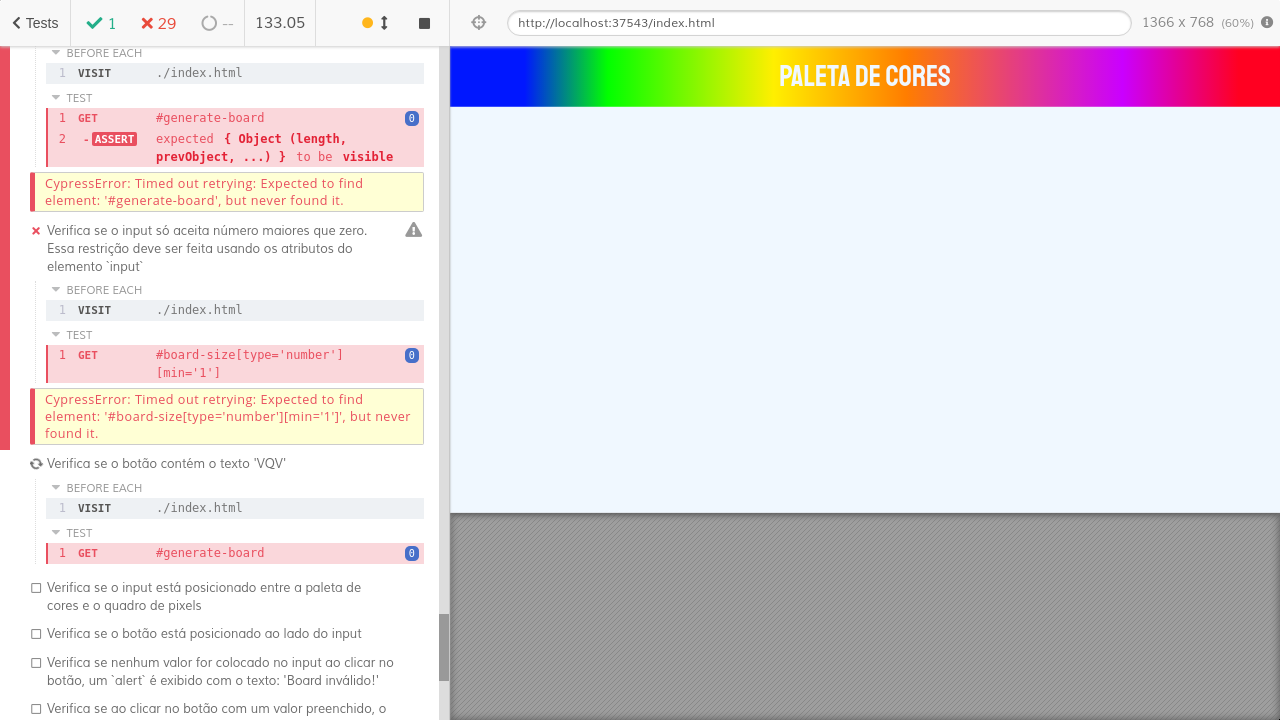 Tests
1
29
--
133.05
http://localhost:37543/index.html
1366 x 768 (60%)
BEFORE EACH
1 VISIT ./index.html
TEST
1 GET #generate-board 0
2 - ASSERT expected { Object (length,
prevObject, ...) } to be visible
CypressError: Timed out retrying: Expected to find
element: '#generate-board', but never found it.
Verifica se o input só aceita número maiores que zero.
Essa restrição deve ser feita usando os atributos do
elemento `input`
BEFORE EACH
1 VISIT ./index.html
TEST
1 GET #board-size[type='number'] 0
[min='1']
CypressError: Timed out retrying: Expected to find
element: '#board-size[type='number'][min='1']', but never
found it.
Verifica se o botão contém o texto 'VQV'
BEFORE EACH
1 VISIT ./index.html
TEST
1 GET #generate-board 0
Verifica se o input está posicionado entre a paleta de
cores e o quadro de pixels
Verifica se o botão está posicionado ao lado do input
Verifica se nenhum valor for colocado no input ao clicar no
botão, um `alert` é exibido com o texto: 'Board inválido!'
Verifica se ao clicar no botão com um valor preenchido, o
PALETA DE CORES